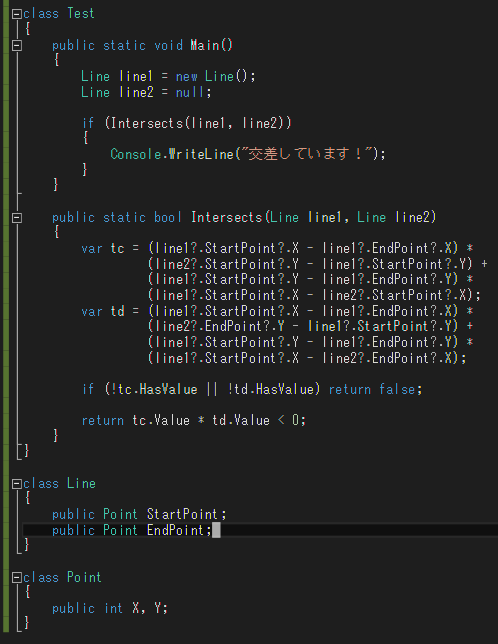 class Test
{
public static void Main()
{
Line line1 = new Line();
Line line2 = null;
if (Intersects(line1, line2))
{
Console.WriteLine("交差しています！");
}
}
public static bool Intersects(Line line1, Line line2)
{
var tc = (line1?.StartPoint?.X - line1?.EndPoint?.X) *
(line2?.StartPoint?.Y - line1?.StartPoint?.Y) +
(line1?.StartPoint?.Y - line1?.EndPoint?.Y) *
(line1?.StartPoint?.X - line2?.StartPoint?.X);
var td = (line1?.StartPoint?.X - line1?.EndPoint?.X) *
(line2?.EndPoint?.Y - line1?.StartPoint?.Y) +
(line1?.StartPoint?.Y - line1?.EndPoint?.Y) *
(line1?.StartPoint?.X - line2?.EndPoint?.X);
if (!tc.HasValue || !td.HasValue) return false;
return tc.Value * td.Value < 0;
}
}
class Line
{
public Point StartPoint;
public Point EndPoint;
}
class Point
{
public int X, Y;
}